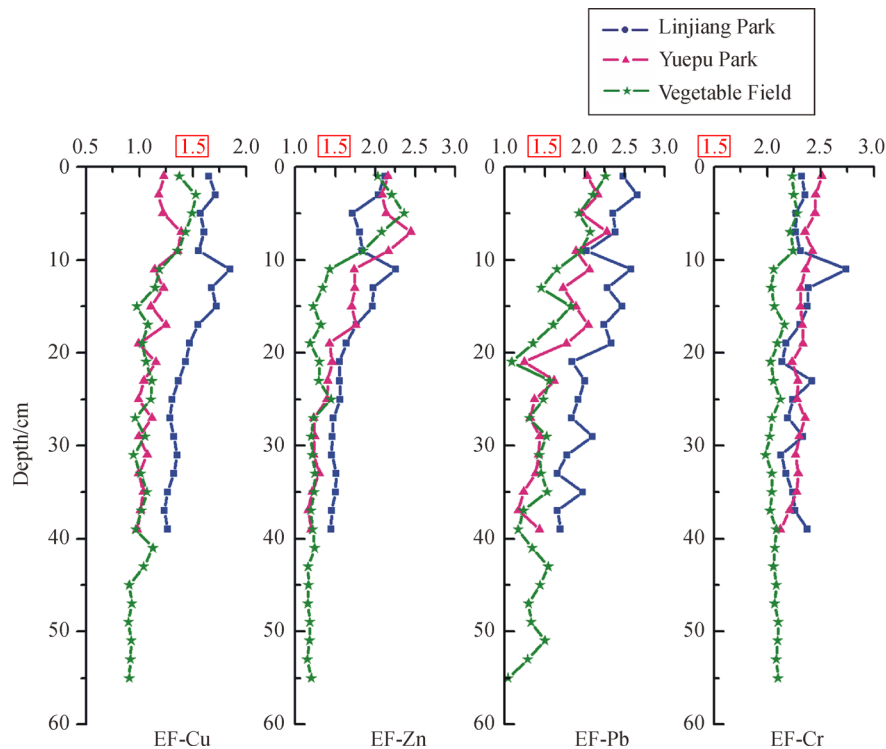 Linjiang Park
Yuepu Park
Vegetable Field
0.5 1.0 1.5 2.0 1.0 1.5 2.0 2.5 3.0 1.0 1.5 2.0 2.5 3.0 1.5 2.0 2.5 3.0
0 0 0 0
10 10 10 10
20 20 20 20
30 30 30 30
40 40 40 40
50 50 50 50
60 60 60 60
Depth/cm
EF-Cu EF-Zn EF-Pb EF-Cr